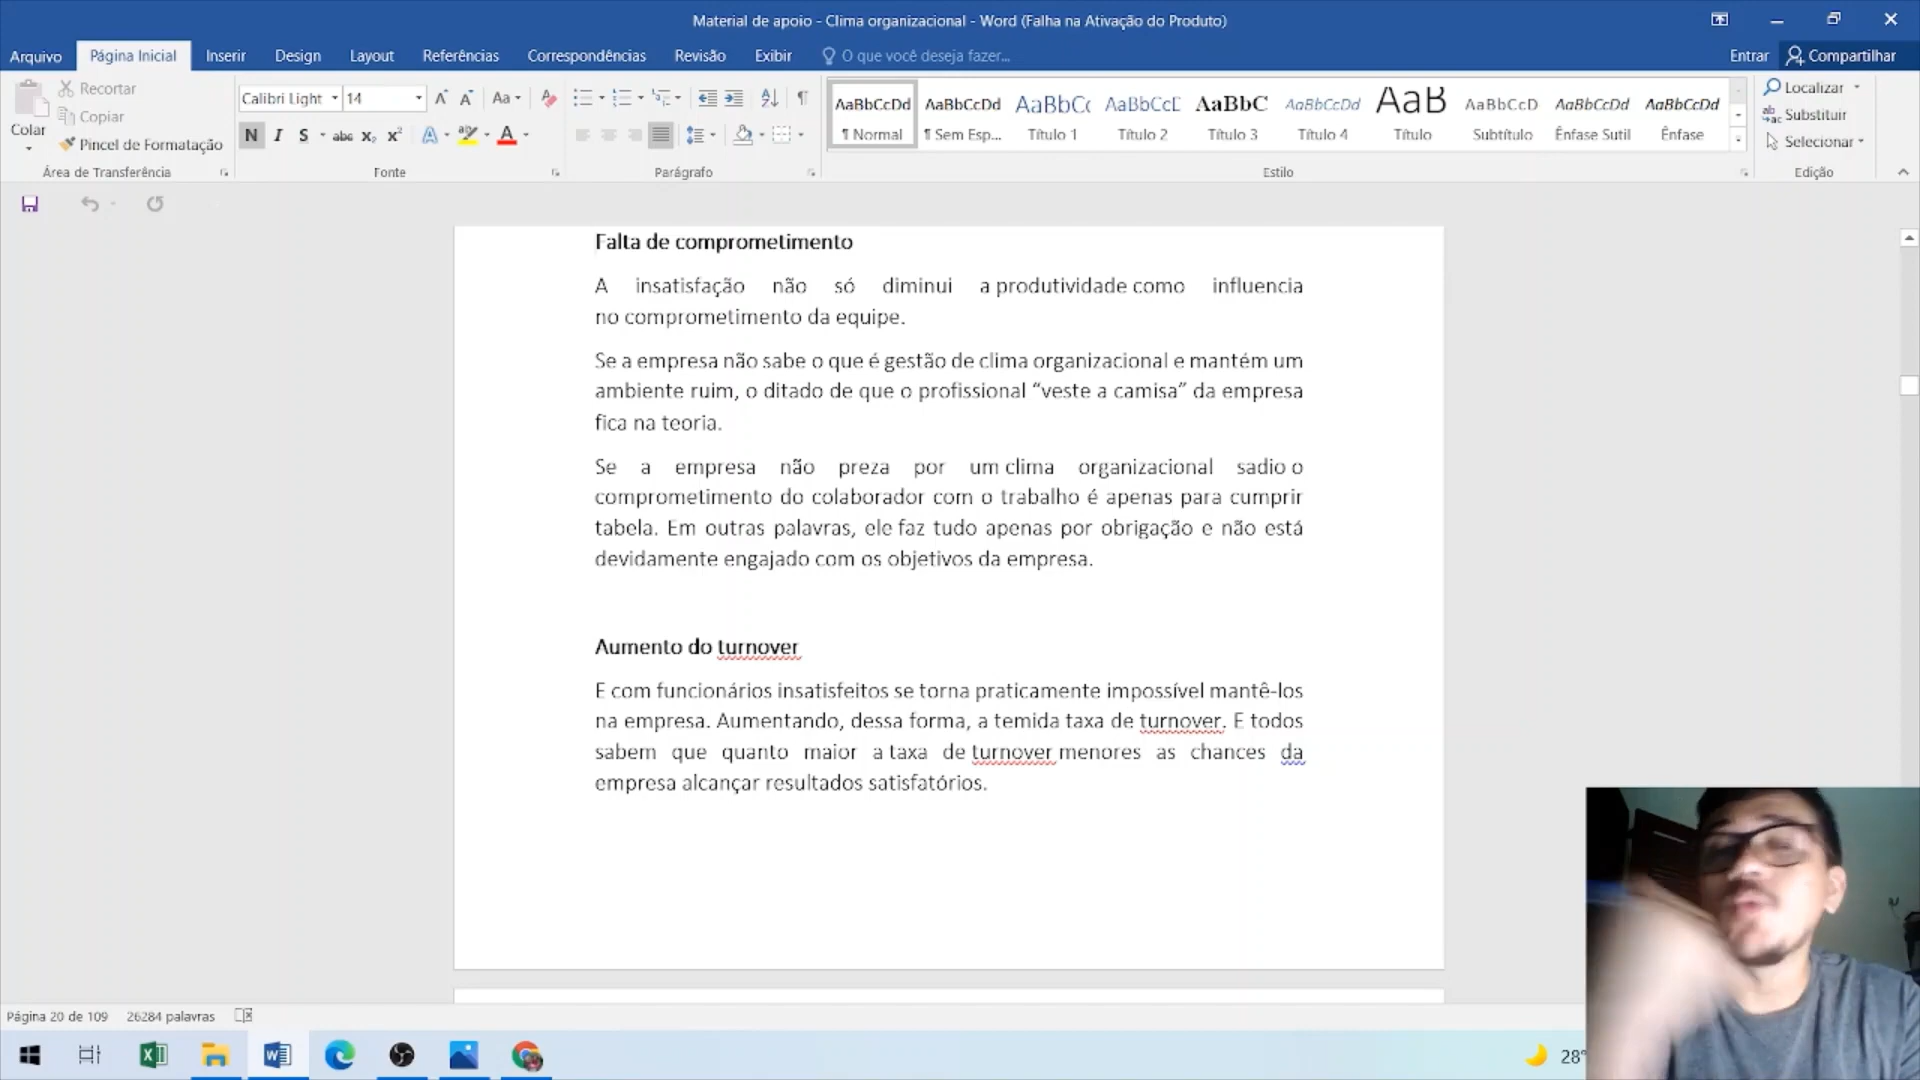 Material de apoio - Clima organizacional - Word (Falha na Ativação do Produto)
Arquivo Página Inicial Inserir Design Layout Referências Correspondências Revisão Exibir O que você deseja fazer... Entrar Compartilhar
Colar
Recortar
Copiar
Pincel de Formatação
Área de Transferência
Calibri Light 14 Aa
N I S abc x₂ x² A A
Fonte
Parágrafo
AaBbCcDd AaBbCcDd AaBbCc AaBbCcE AaBbC AaBbCcDd AaB AaBbCcD AaBbCcDd AaBbCcDd
¶ Normal ¶ Sem Esp... Título 1 Título 2 Título 3 Título 4 Título Subtítulo Ênfase Sutil Ênfase
Estilo
Localizar
Substituir
Selecionar
Edição
Falta de comprometimento
A insatisfação não só diminui a produtividade como influencia
no comprometimento da equipe.
Se a empresa não sabe o que é gestão de clima organizacional e mantém um
ambiente ruim, o ditado de que o profissional “veste a camisa” da empresa
fica na teoria.
Se a empresa não preza por um clima organizacional sadio o
comprometimento do colaborador com o trabalho é apenas para cumprir
tabela. Em outras palavras, ele faz tudo apenas por obrigação e não está
devidamente engajado com os objetivos da empresa.
Aumento do turnover
E com funcionários insatisfeitos se torna praticamente impossível mantê-los
na empresa. Aumentando, dessa forma, a temida taxa de turnover. E todos
sabem que quanto maior a taxa de turnover menores as chances da
empresa alcançar resultados satisfatórios.
Página 20 de 109 26284 palavras
28°